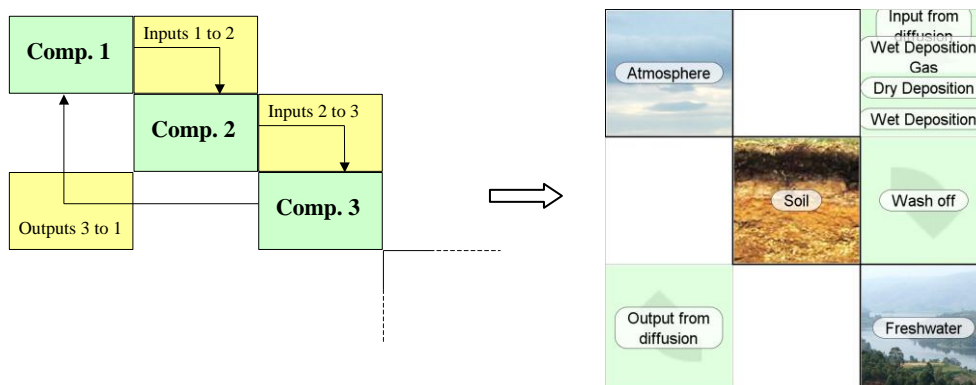 Comp. 1
Inputs 1 to 2
Comp. 2
Inputs 2 to 3
Outputs 3 to 1
Comp. 3
Atmosphere
Input from
diffusion
Wet Deposition
Gas
Dry Deposition
Wet Deposition
Soil
Wash off
Output from
diffusion
Freshwater